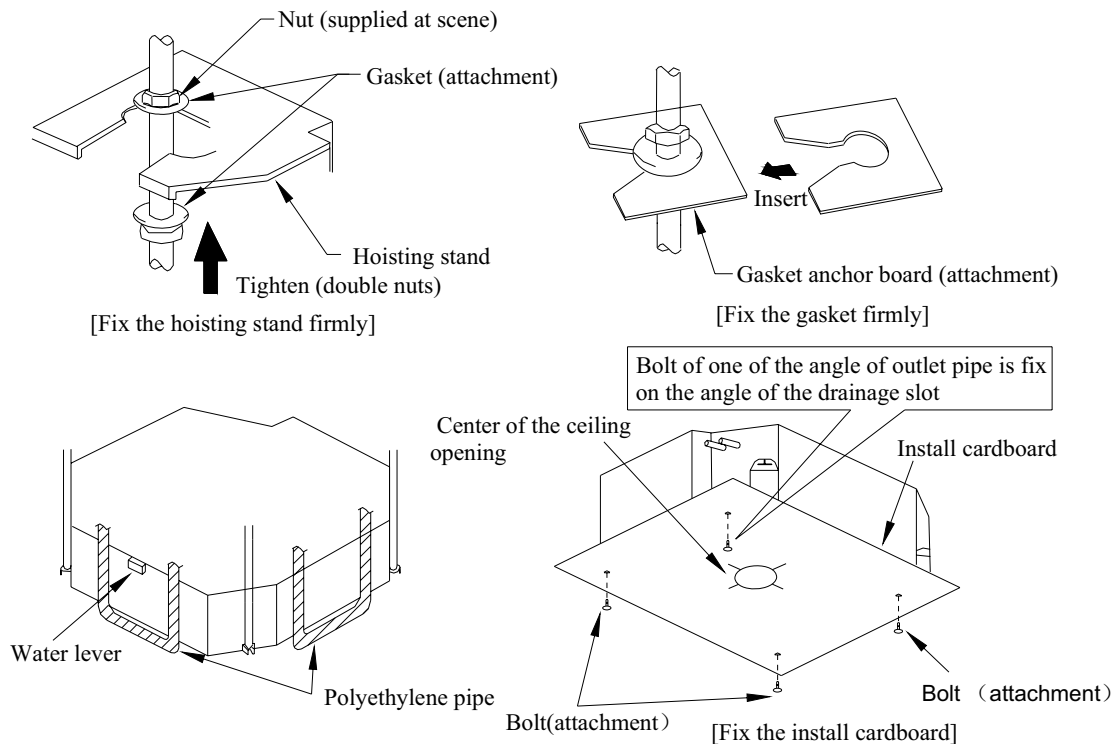 Nut (supplied at scene)
Gasket (attachment)
Hoisting stand
Tighten (double nuts)
[Fix the hoisting stand firmly]
Insert
Gasket anchor board (attachment)
[Fix the gasket firmly]
Water lever
Polyethylene pipe
Bolt of one of the angle of outlet pipe is fix
on the angle of the drainage slot
Center of the ceiling
opening
Install cardboard
Bolt(attachment）
Bolt （attachment）
[Fix the install cardboard]